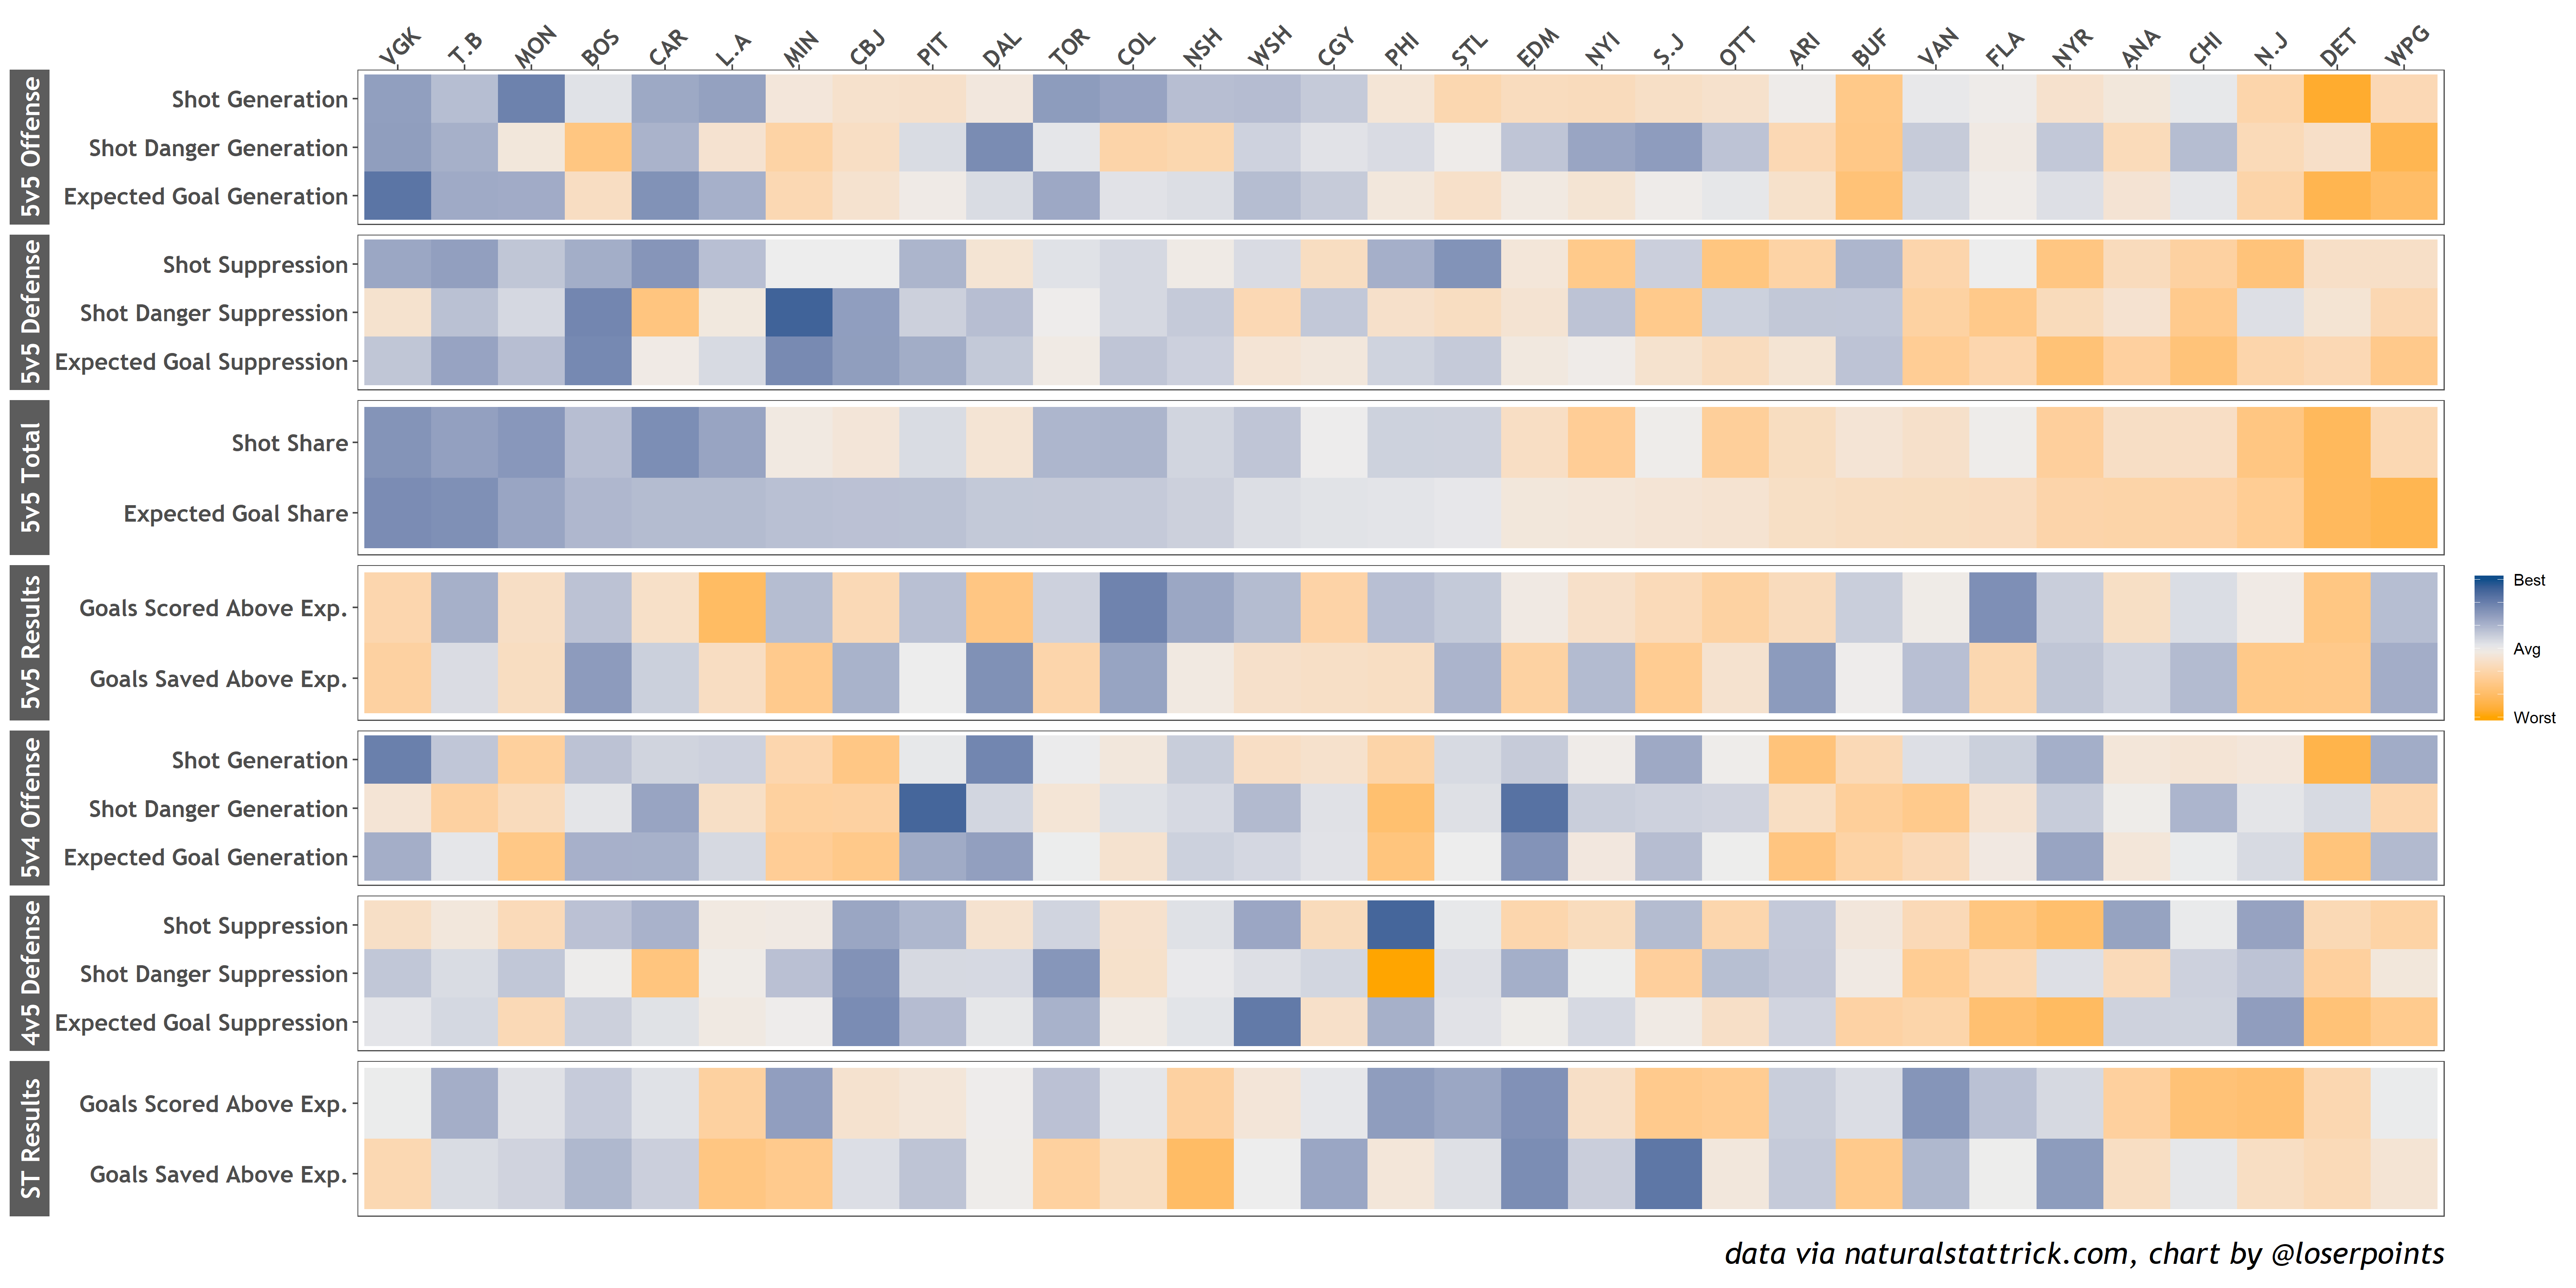 VGK T.B MON BOS CAR L.A MIN CBJ PIT DAL TOR COL NSH WSH CGY PHI STL EDM NYI S.J OTT ARI BUF VAN FLA NYR ANA CHI N.J DET WPG
5v5 Offense
Shot Generation
Shot Danger Generation
Expected Goal Generation
5v5 Defense
Shot Suppression
Shot Danger Suppression
Expected Goal Suppression
5v5 Total
Shot Share
Expected Goal Share
5v5 Results
Goals Scored Above Exp.
Goals Saved Above Exp.
Best
Avg
Worst
5v4 Offense
Shot Generation
Shot Danger Generation
Expected Goal Generation
4v5 Defense
Shot Suppression
Shot Danger Suppression
Expected Goal Suppression
ST Results
Goals Scored Above Exp.
Goals Saved Above Exp.
data via naturalstattrick.com, chart by @loserpoints